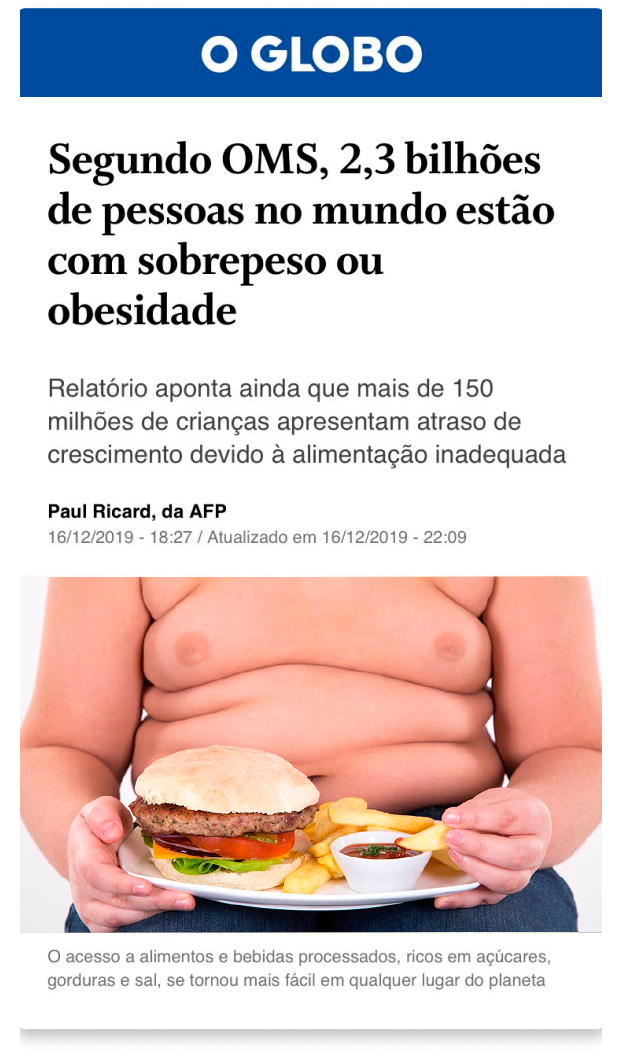 O GLOBO
Segundo OMS, 2,3 bilhões
de pessoas no mundo estão
com sobrepeso ou
obesidade
Relatório aponta ainda que mais de 150
milhões de crianças apresentam atraso de
crescimento devido à alimentação inadequada
Paul Ricard, da AFP
16/12/2019 - 18:27 / Atualizado em 16/12/2019 - 22:09
O acesso a alimentos e bebidas processados, ricos em açúcares,
gorduras e sal, se tornou mais fácil em qualquer lugar do planeta